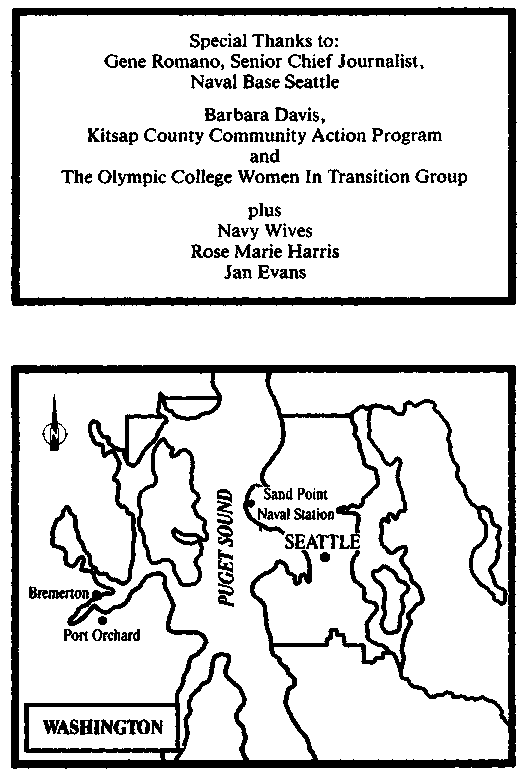 Special Thanks to:
Gene Romano, Senior Chief Journalist,
Naval Base Seattle
Barbara Davis,
Kitsap County Community Action Program
and
The Olympic College Women In Transition Group
plus
Navy Wives
Rose Marie Harris
Jan Evans
N
Sand Point
Naval Station
PUGET SOUND
SEATTLE
Bremerton
Port Orchard
WASHINGTON